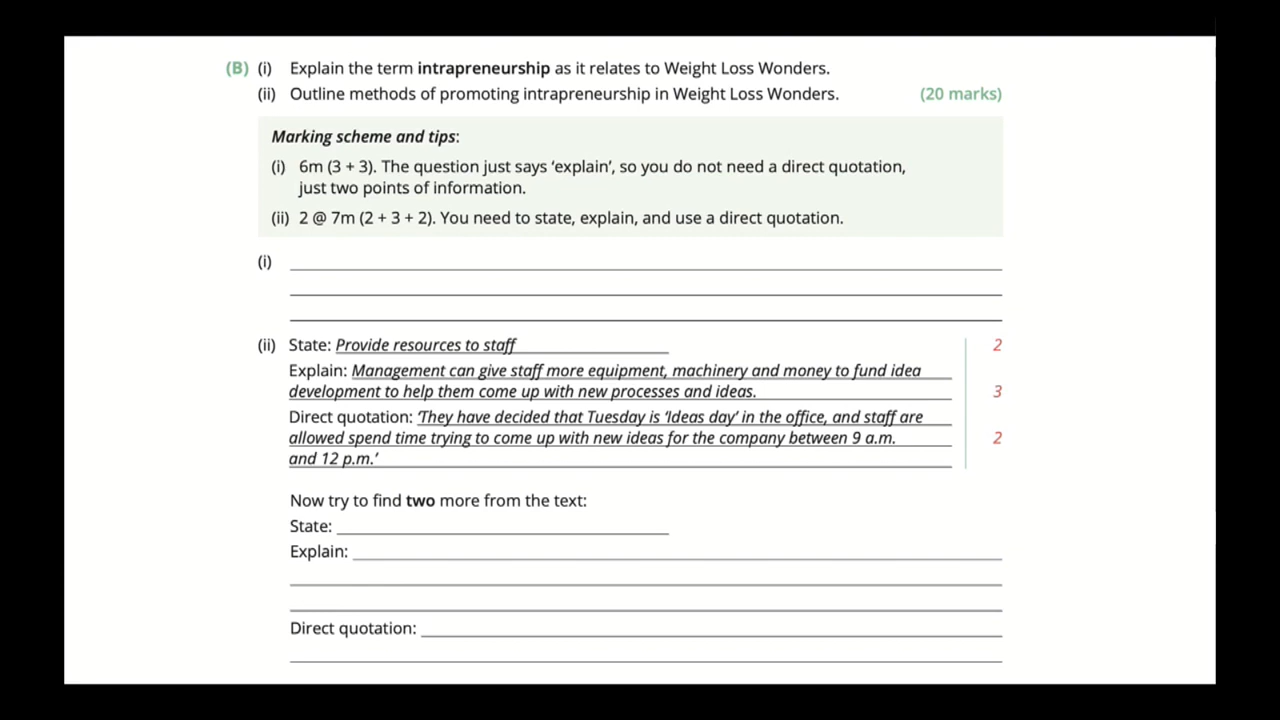 (B) (i) Explain the term intrapreneurship as it relates to Weight Loss Wonders.
(ii) Outline methods of promoting intrapreneurship in Weight Loss Wonders. (20 marks)
Marking scheme and tips:
(i) 6m (3 + 3). The question just says ‘explain’, so you do not need a direct quotation,
just two points of information.
(ii) 2 @ 7m (2 + 3 + 2). You need to state, explain, and use a direct quotation.
(i)
(ii) State: Provide resources to staff 2
Explain: Management can give staff more equipment, machinery and money to fund idea
development to help them come up with new processes and ideas. 3
Direct quotation: ‘They have decided that Tuesday is ‘Ideas day’ in the office, and staff are
allowed spend time trying to come up with new ideas for the company between 9 a.m. 2
and 12 p.m.’
Now try to find two more from the text:
State:
Explain:
Direct quotation: